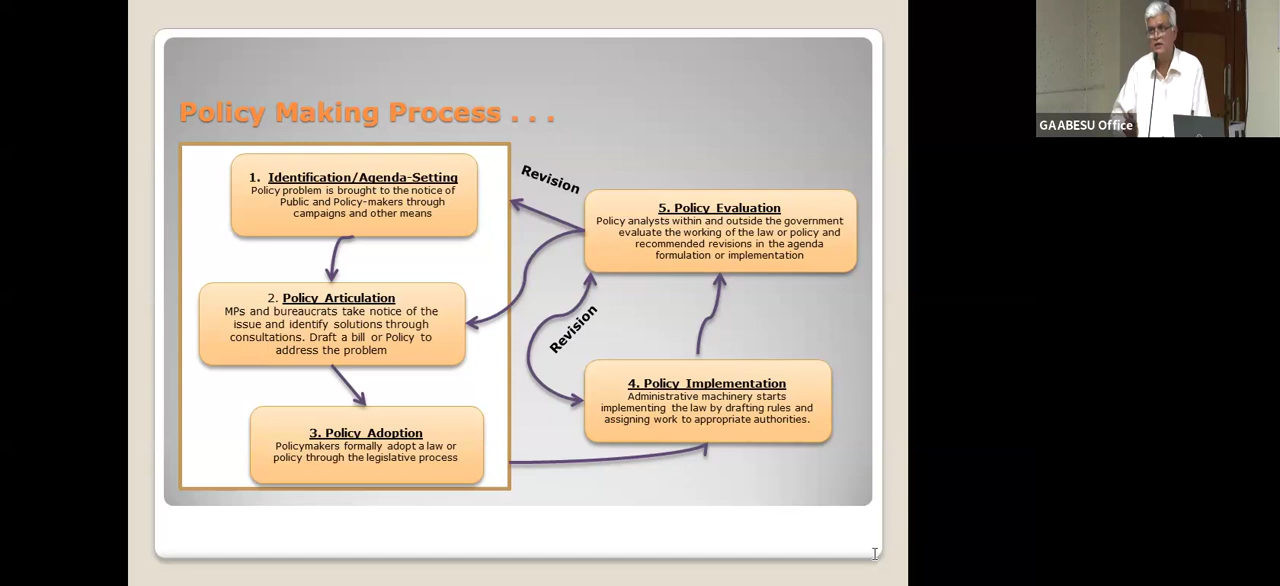 Policy Making Process . . .
1. Identification/Agenda-Setting
Policy problem is brought to the notice of
Public and Policy-makers through
campaigns and other means
2. Policy Articulation
MPs and bureaucrats take notice of the
issue and identify solutions through
consultations. Draft a bill or Policy to
address the problem
3. Policy Adoption
Policymakers formally adopt a law or
policy through the legislative process
Revision
5. Policy Evaluation
Policy analysts within and outside the government
evaluate the working of the law or policy and
recommended revisions in the agenda
formulation or implementation
Revision
4. Policy Implementation
Administrative machinery starts
implementing the law by drafting rules and
assigning work to appropriate authorities.
GAABESU Office